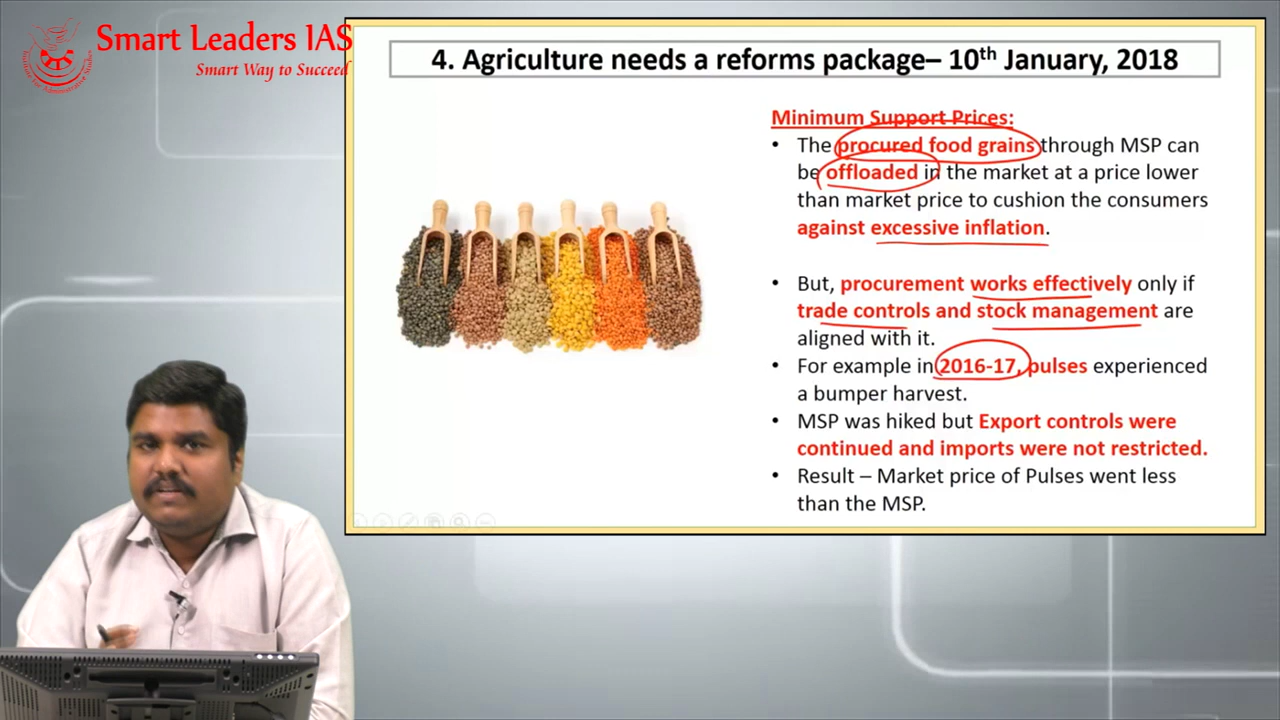 Smart Leaders IAS
Smart Way to Succeed
4. Agriculture needs a reforms package– 10th January, 2018
Minimum Support Prices:
• The procured food grains through MSP can
be offloaded in the market at a price lower
than market price to cushion the consumers
against excessive inflation.
• But, procurement works effectively only if
trade controls and stock management are
aligned with it.
• For example in 2016-17, pulses experienced
a bumper harvest.
• MSP was hiked but Export controls were
continued and imports were not restricted.
• Result – Market price of Pulses went less
than the MSP.